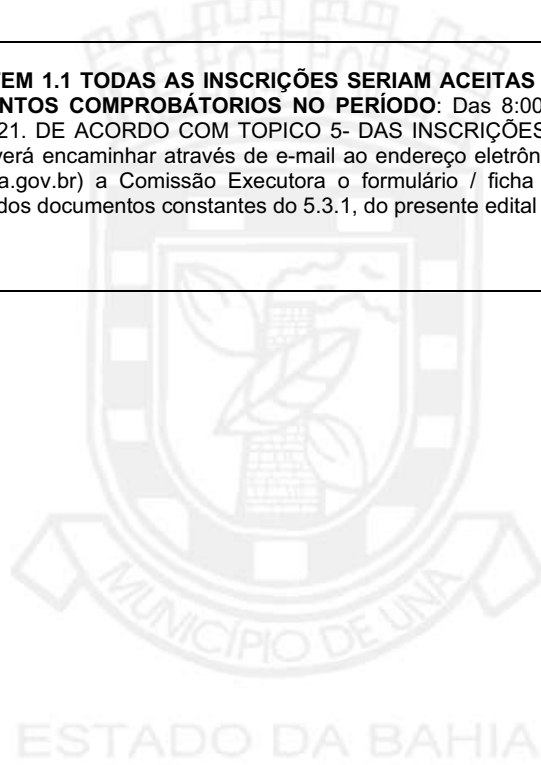 TEM 1.1 TODAS AS INSCRIÇÕES SERIAM ACEITAS
NTOS COMPROBÁTORIOS NO PERÍODO: Das 8:00
21. DE ACORDO COM TOPICO 5- DAS INSCRIÇÕES
verá encaminhar através de e-mail ao endereço eletrôn
a.gov.br) a Comissão Executora o formulário / ficha
dos documentos constantes do 5.3.1, do presente edital
MUNICÍPIO DE UNA
ESTADO DA BAHIA